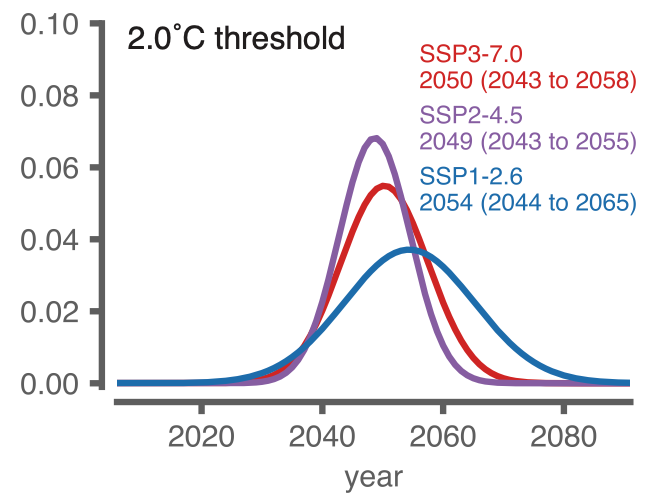 0.10
2.0°C threshold
SSP3-7.0
2050 (2043 to 2058)
0.08
SSP2-4.5
2049 (2043 to 2055)
0.06
SSP1-2.6
2054 (2044 to 2065)
0.04
0.02
0.00
2020 2040 2060 2080
year